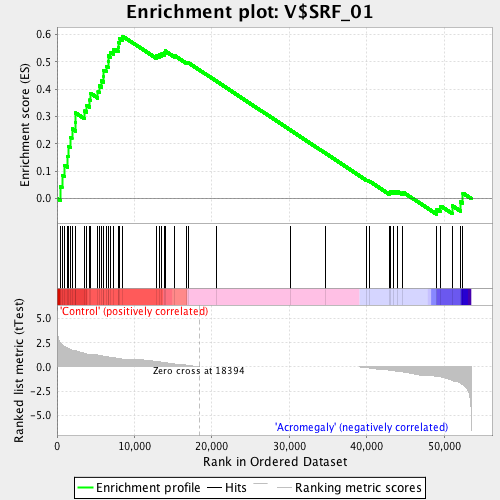 Enrichment plot: V$SRF_01
Enrichment score (ES)
0.6
0.5
0.4
0.3
0.2
0.1
0.0
'Control' (positively correlated)
Ranked list metric (tTest)
5.0
2.5
0.0
-2.5
-5.0
Zero cross at 18394
'Acromegaly' (negatively correlated)
0 10,000 20,000 30,000 40,000 50,000
Rank in Ordered Dataset
Enrichment profile Hits Ranking metric scores